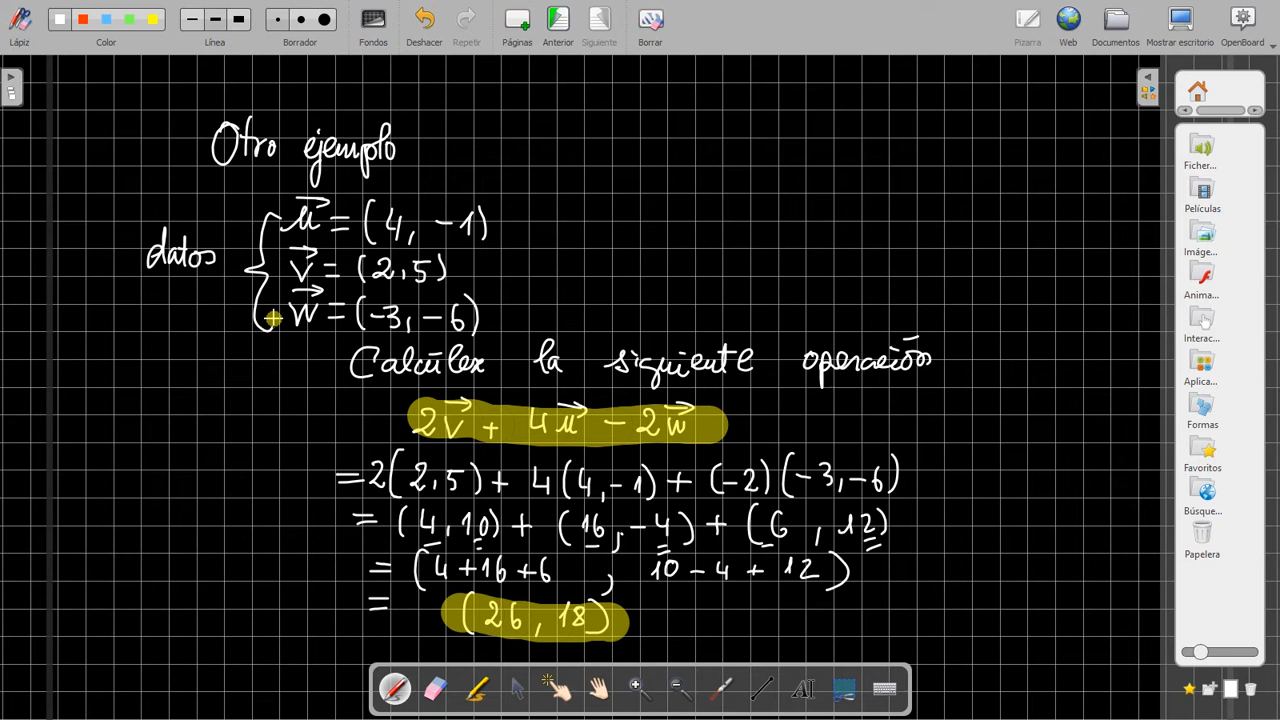 Lápiz Color Línea Borrador Fondos Deshacer Repetir Páginas Anterior Siguiente Borrar Pizarra Web Documentos Mostrar escritorio OpenBoard
Otro ejemplo
datos
u⃗ = (4, -1)
v⃗ = (2,5)
w⃗ = (-3, -6)
Calculex la siguiente operación
2v⃗ + 4u⃗ - 2w⃗
= 2(2,5) + 4(4,-1) + (-2)(-3,-6)
= (4,10) + (16,-4) + (6 , 12)
= (4+16+6 , 10-4+12)
= (26, 18)
Ficher...
Películas
Imáge...
Anima...
Interac...
Aplica...
Formas
Favoritos
Búsque...
Papelera
AI